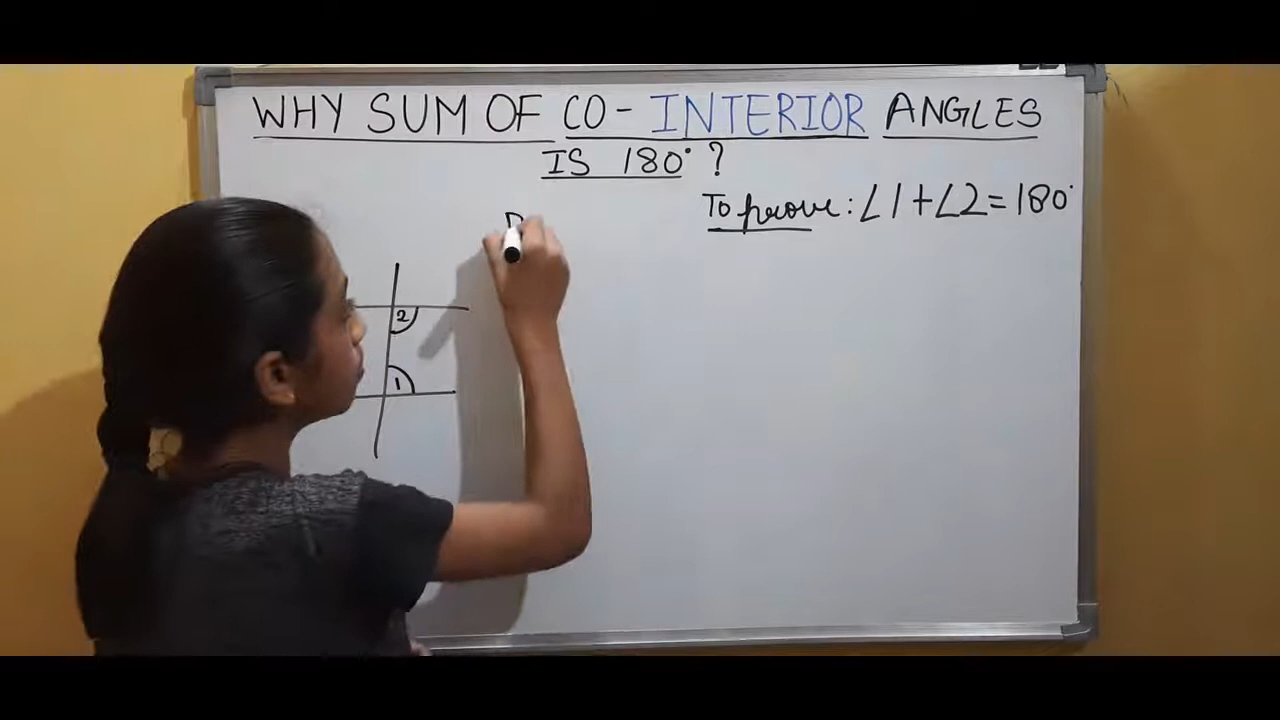 WHY SUM OF CO-INTERIOR ANGLES
IS 180° ?
To prove: ∠1+∠2=180°
2
1